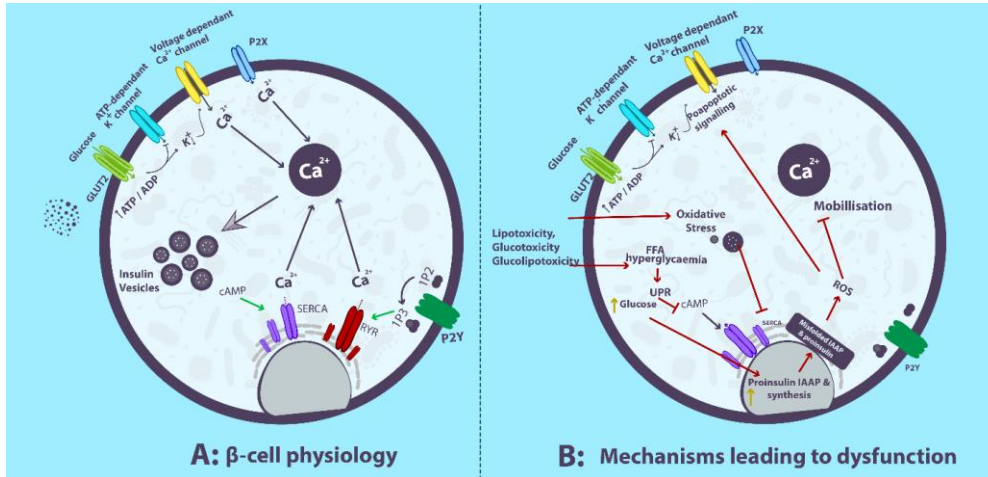 Glucose
GLUT2
ATP-dependant
K+ channel
Voltage dependant
Ca2+ channel
P2X
↑ATP / ADP
K+
Ca2+
Ca2+
Ca2+
Insulin
Vesicles
cAMP
Ca2+
SERCA
Ca2+
RYR
1P2
1P3
P2Y
A: β-cell physiology
Glucose
GLUT2
ATP-dependant
K+ channel
Voltage dependant
Ca2+ channel
P2X
↑ATP / ADP
K+
Poapoptotic
signalling
Ca2+
Mobillisation
Lipotoxicity,
Glucotoxicity
Glucolipotoxicity
Oxidative
Stress
FFA
hyperglycaemia
UPR
↑ Glucose
cAMP
SERCA
ROS
Misfolded IAAP
& proinsulin
Proinsulin IAAP &
↑ synthesis
P2Y
B: Mechanisms leading to dysfunction